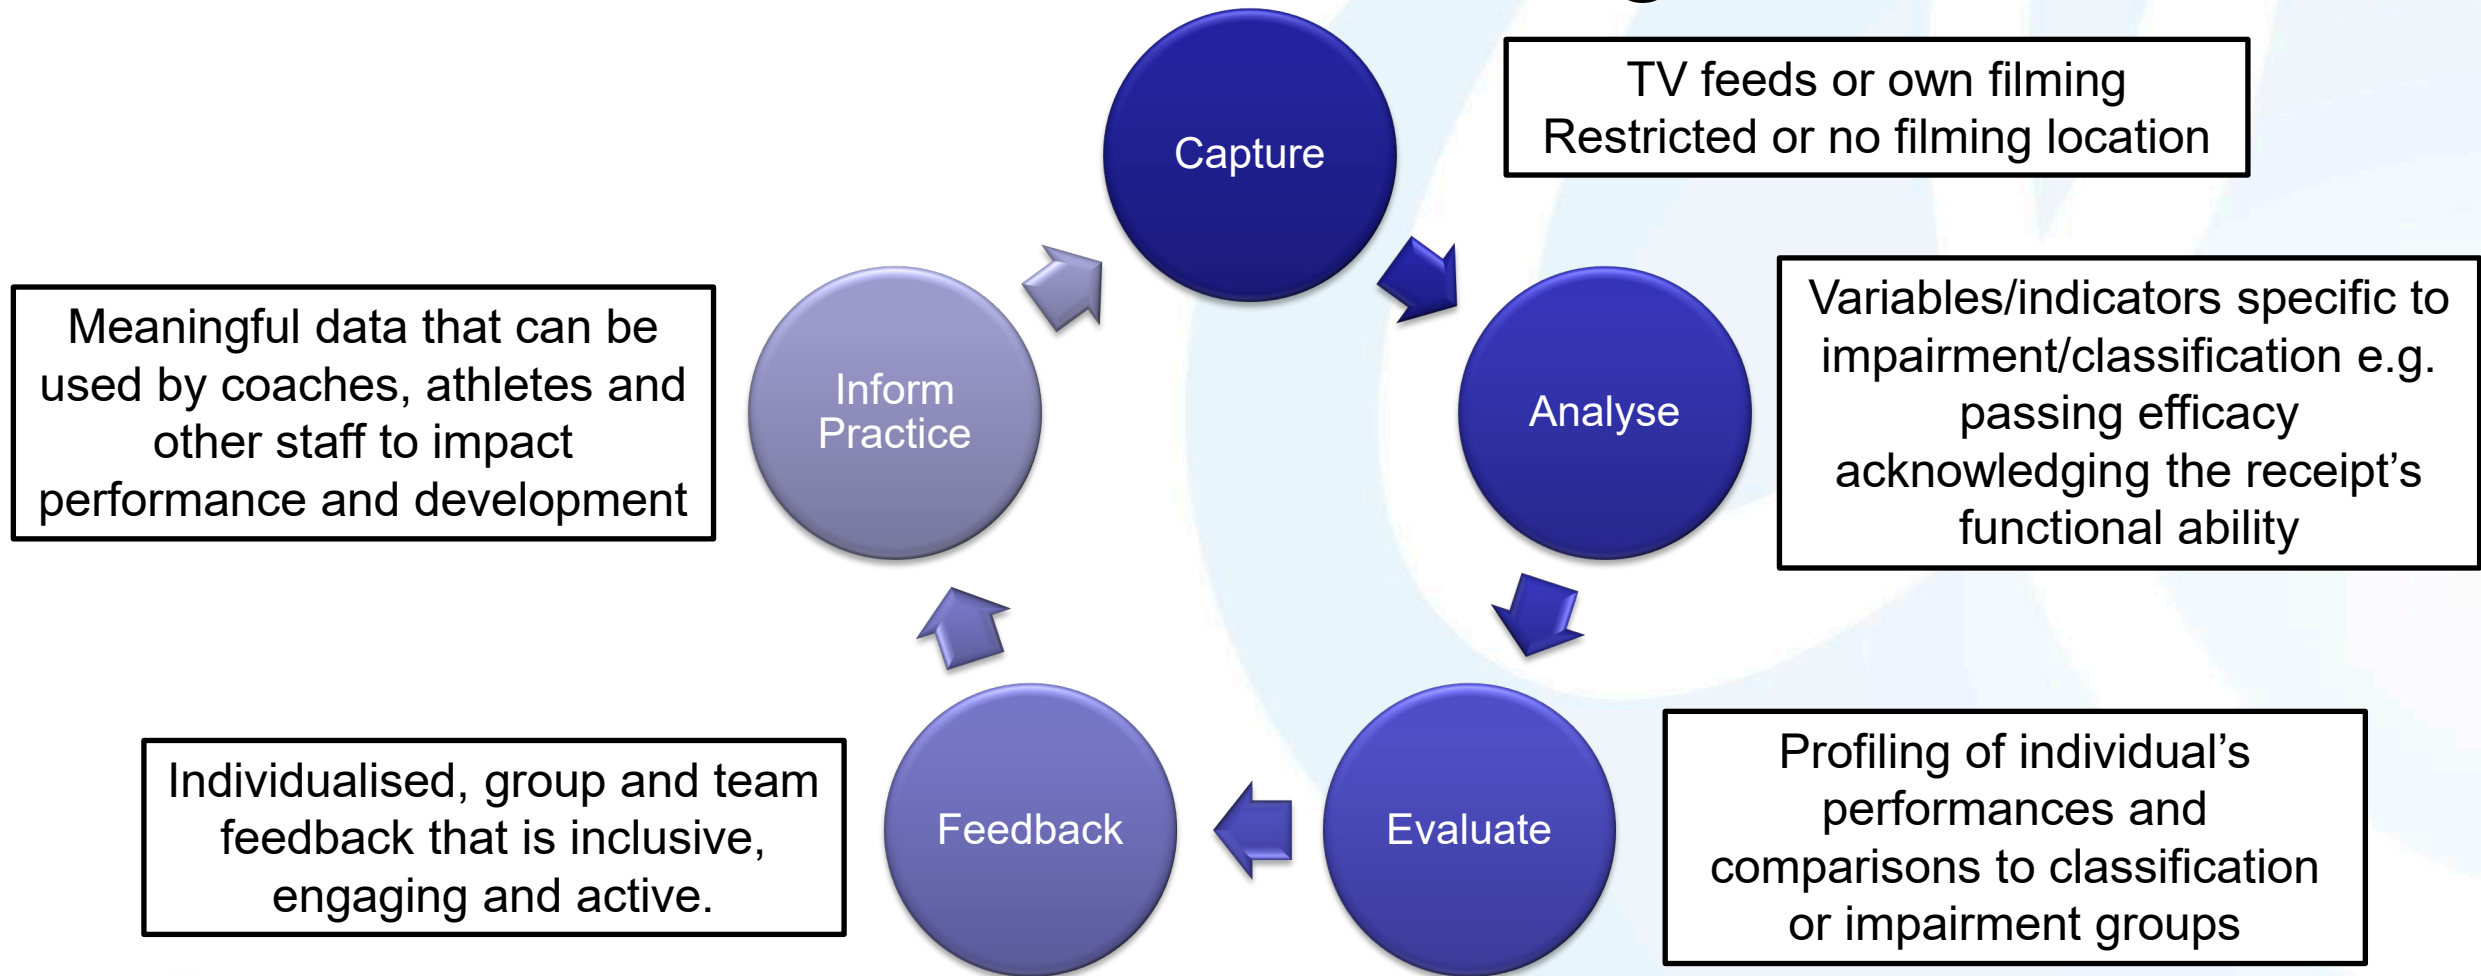 Capture
TV feeds or own filming
Restricted or no filming location
Analyse
Variables/indicators specific to
impairment/classification e.g.
passing efficacy
acknowledging the receipt’s
functional ability
Evaluate
Profiling of individual’s
performances and
comparisons to classification
or impairment groups
Feedback
Individualised, group and team
feedback that is inclusive,
engaging and active.
Inform
Practice
Meaningful data that can be
used by coaches, athletes and
other staff to impact
performance and development